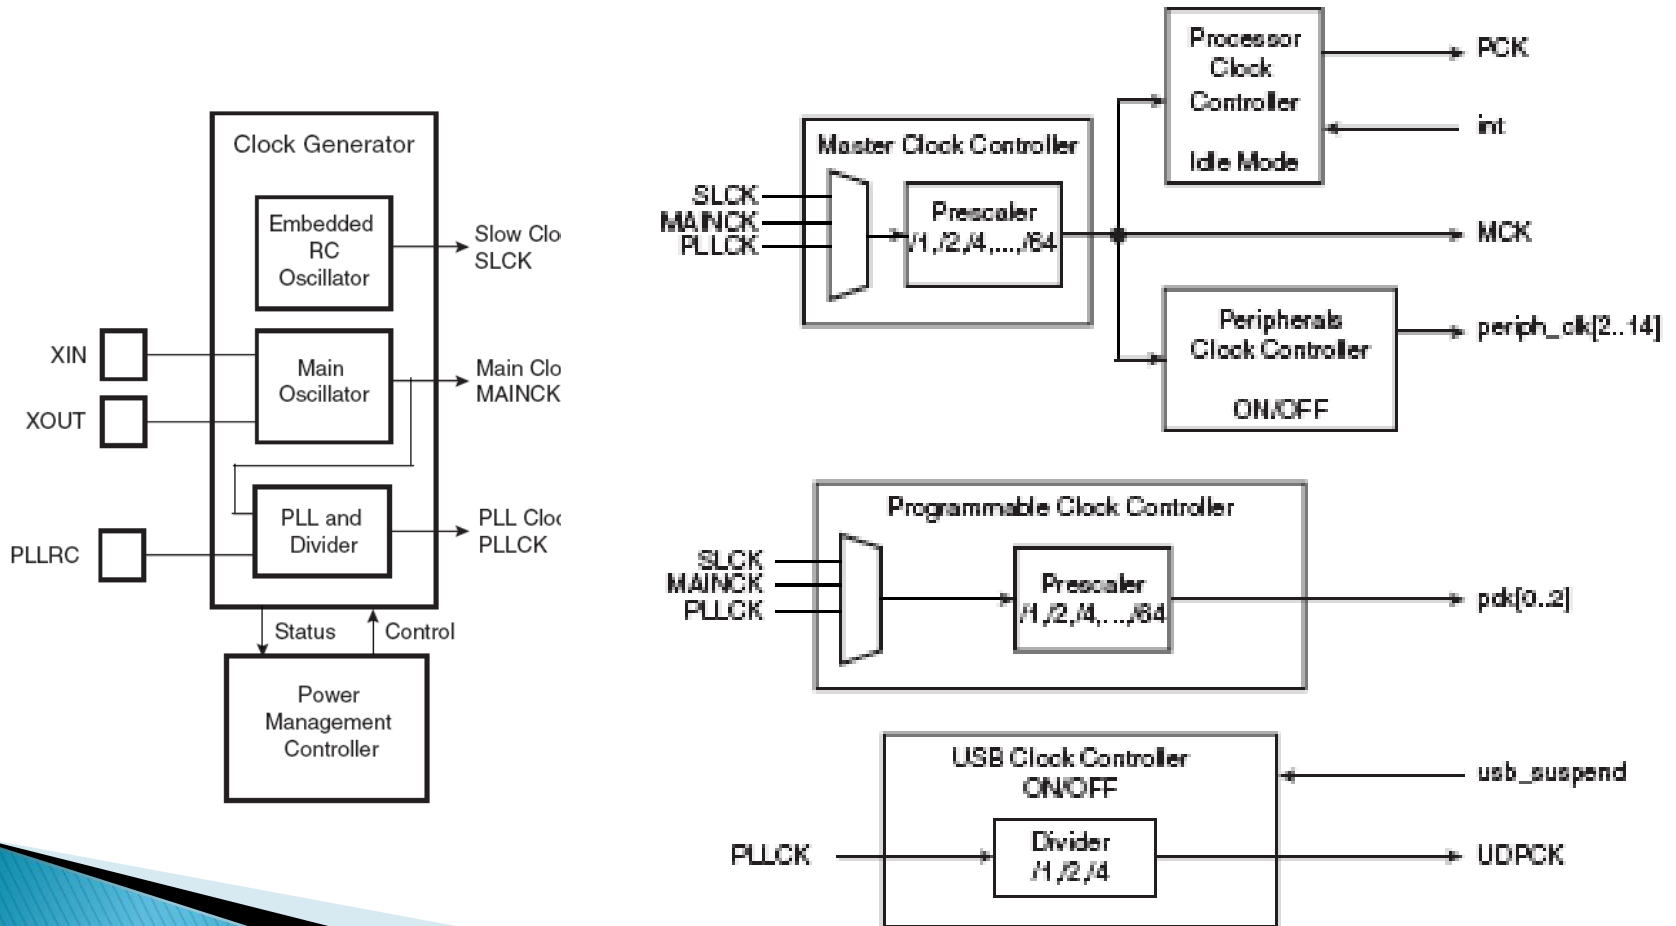 Clock Generator
Embedded
RC
Oscillator
Slow Clo
SLCK
XIN
XOUT
Main
Oscillator
Main Clo
MAINCK
PLLRC
PLL and
Divider
PLL Cloc
PLLCK
Status
Control
Power
Management
Controller
Master Clock Controller
SLCK
MAINCK
PLLCK
Prescaler
/1,/2,/4,...,/64
Processor
Clock
Controller
Idle Mode
PCK
int
MCK
Peripherals
Clock Controller
ON/OFF
periph_clk[2..14]
Programmable Clock Controller
SLCK
MAINCK
PLLCK
Prescaler
/1,/2,/4,...,/64
pck[0..2]
USB Clock Controller
ON/OFF
usb_suspend
PLLCK
Divider
/1,/2,/4
UDPCK